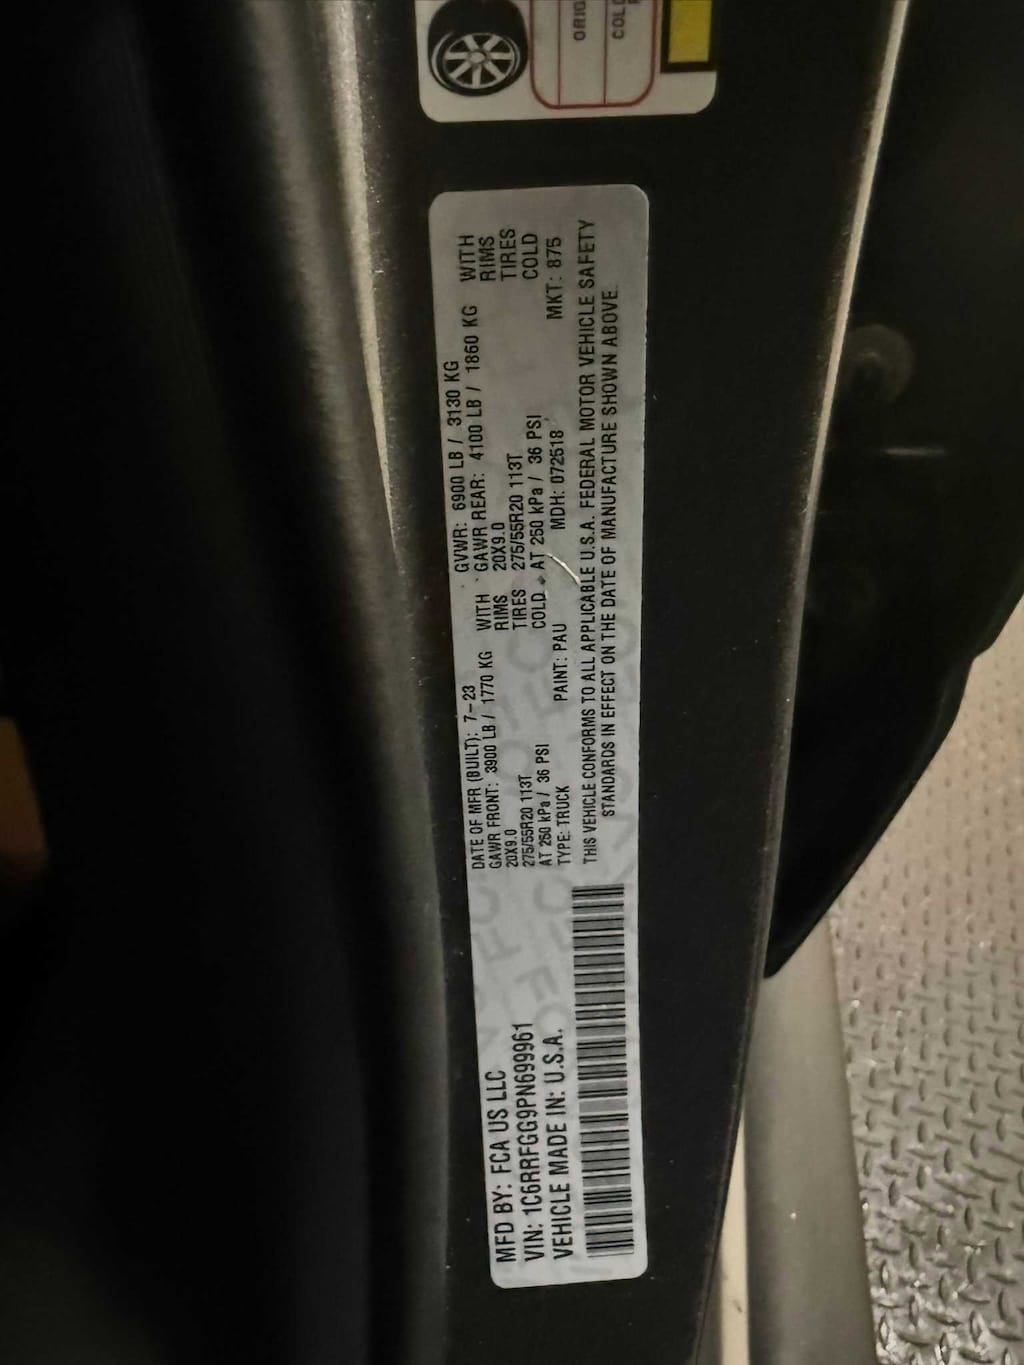 ORIG
COLD
MFD BY: FCA US LLC
VIN: 1C6RRFGG9PN699961
VEHICLE MADE IN: U.S.A.
DATE OF MFR (BUILT): 7-23 GVWR: 6900 LB / 3130 KG
GAWR FRONT: 3900 LB / 1770 KG WITH GAWR REAR: 4100 LB / 1860 KG WITH
20X9.0 RIMS 20X9.0 RIMS
275/55R20 113T TIRES 275/55R20 113T TIRES
AT 250 kPa / 36 PSI COLD AT 250 kPa / 36 PSI COLD
TYPE: TRUCK PAINT: PAU MDH: 072518 MKT: 875
THIS VEHICLE CONFORMS TO ALL APPLICABLE U.S.A. FEDERAL MOTOR VEHICLE SAFETY
STANDARDS IN EFFECT ON THE DATE OF MANUFACTURE SHOWN ABOVE.